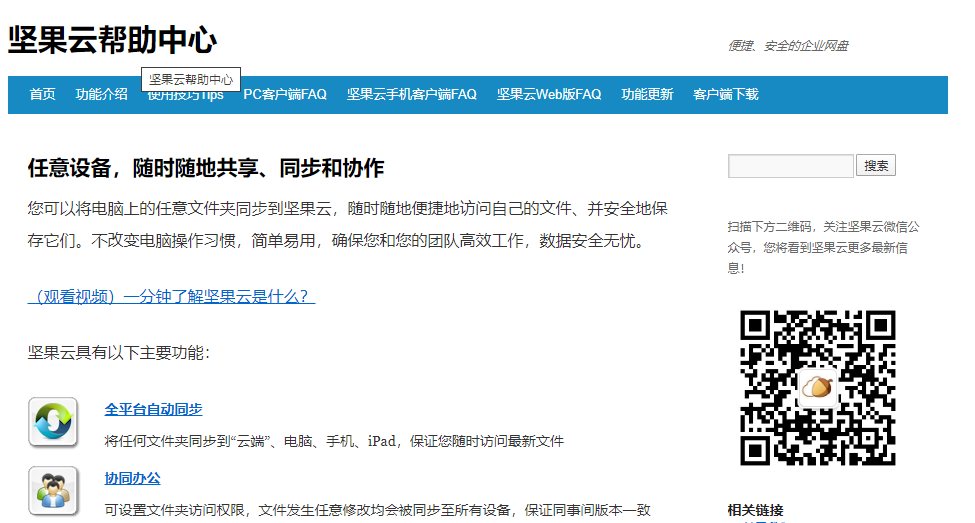 坚果云帮助中心
便捷、安全的企业网盘
坚果云帮助中心
首页 功能介绍 使用技巧Tips PC客户端FAQ 坚果云手机客户端FAQ 坚果云Web版FAQ 功能更新 客户端下载
任意设备，随时随地共享、同步和协作
您可以将电脑上的任意文件夹同步到坚果云，随时随地便捷地访问自己的文件、并安全地保
存它们。不改变电脑操作习惯，简单易用，确保您和您的团队高效工作，数据安全无忧。
（观看视频）一分钟了解坚果云是什么？
坚果云具有以下主要功能：
全平台自动同步
将任何文件夹同步到“云端”、电脑、手机、iPad，保证您随时访问最新文件
协同办公
可设置文件夹访问权限，文件发生任意修改均会被同步至所有设备，保证同事间版本一致
搜索
扫描下方二维码，关注坚果云微信公
众号，您将看到坚果云更多最新信
息！
相关链接